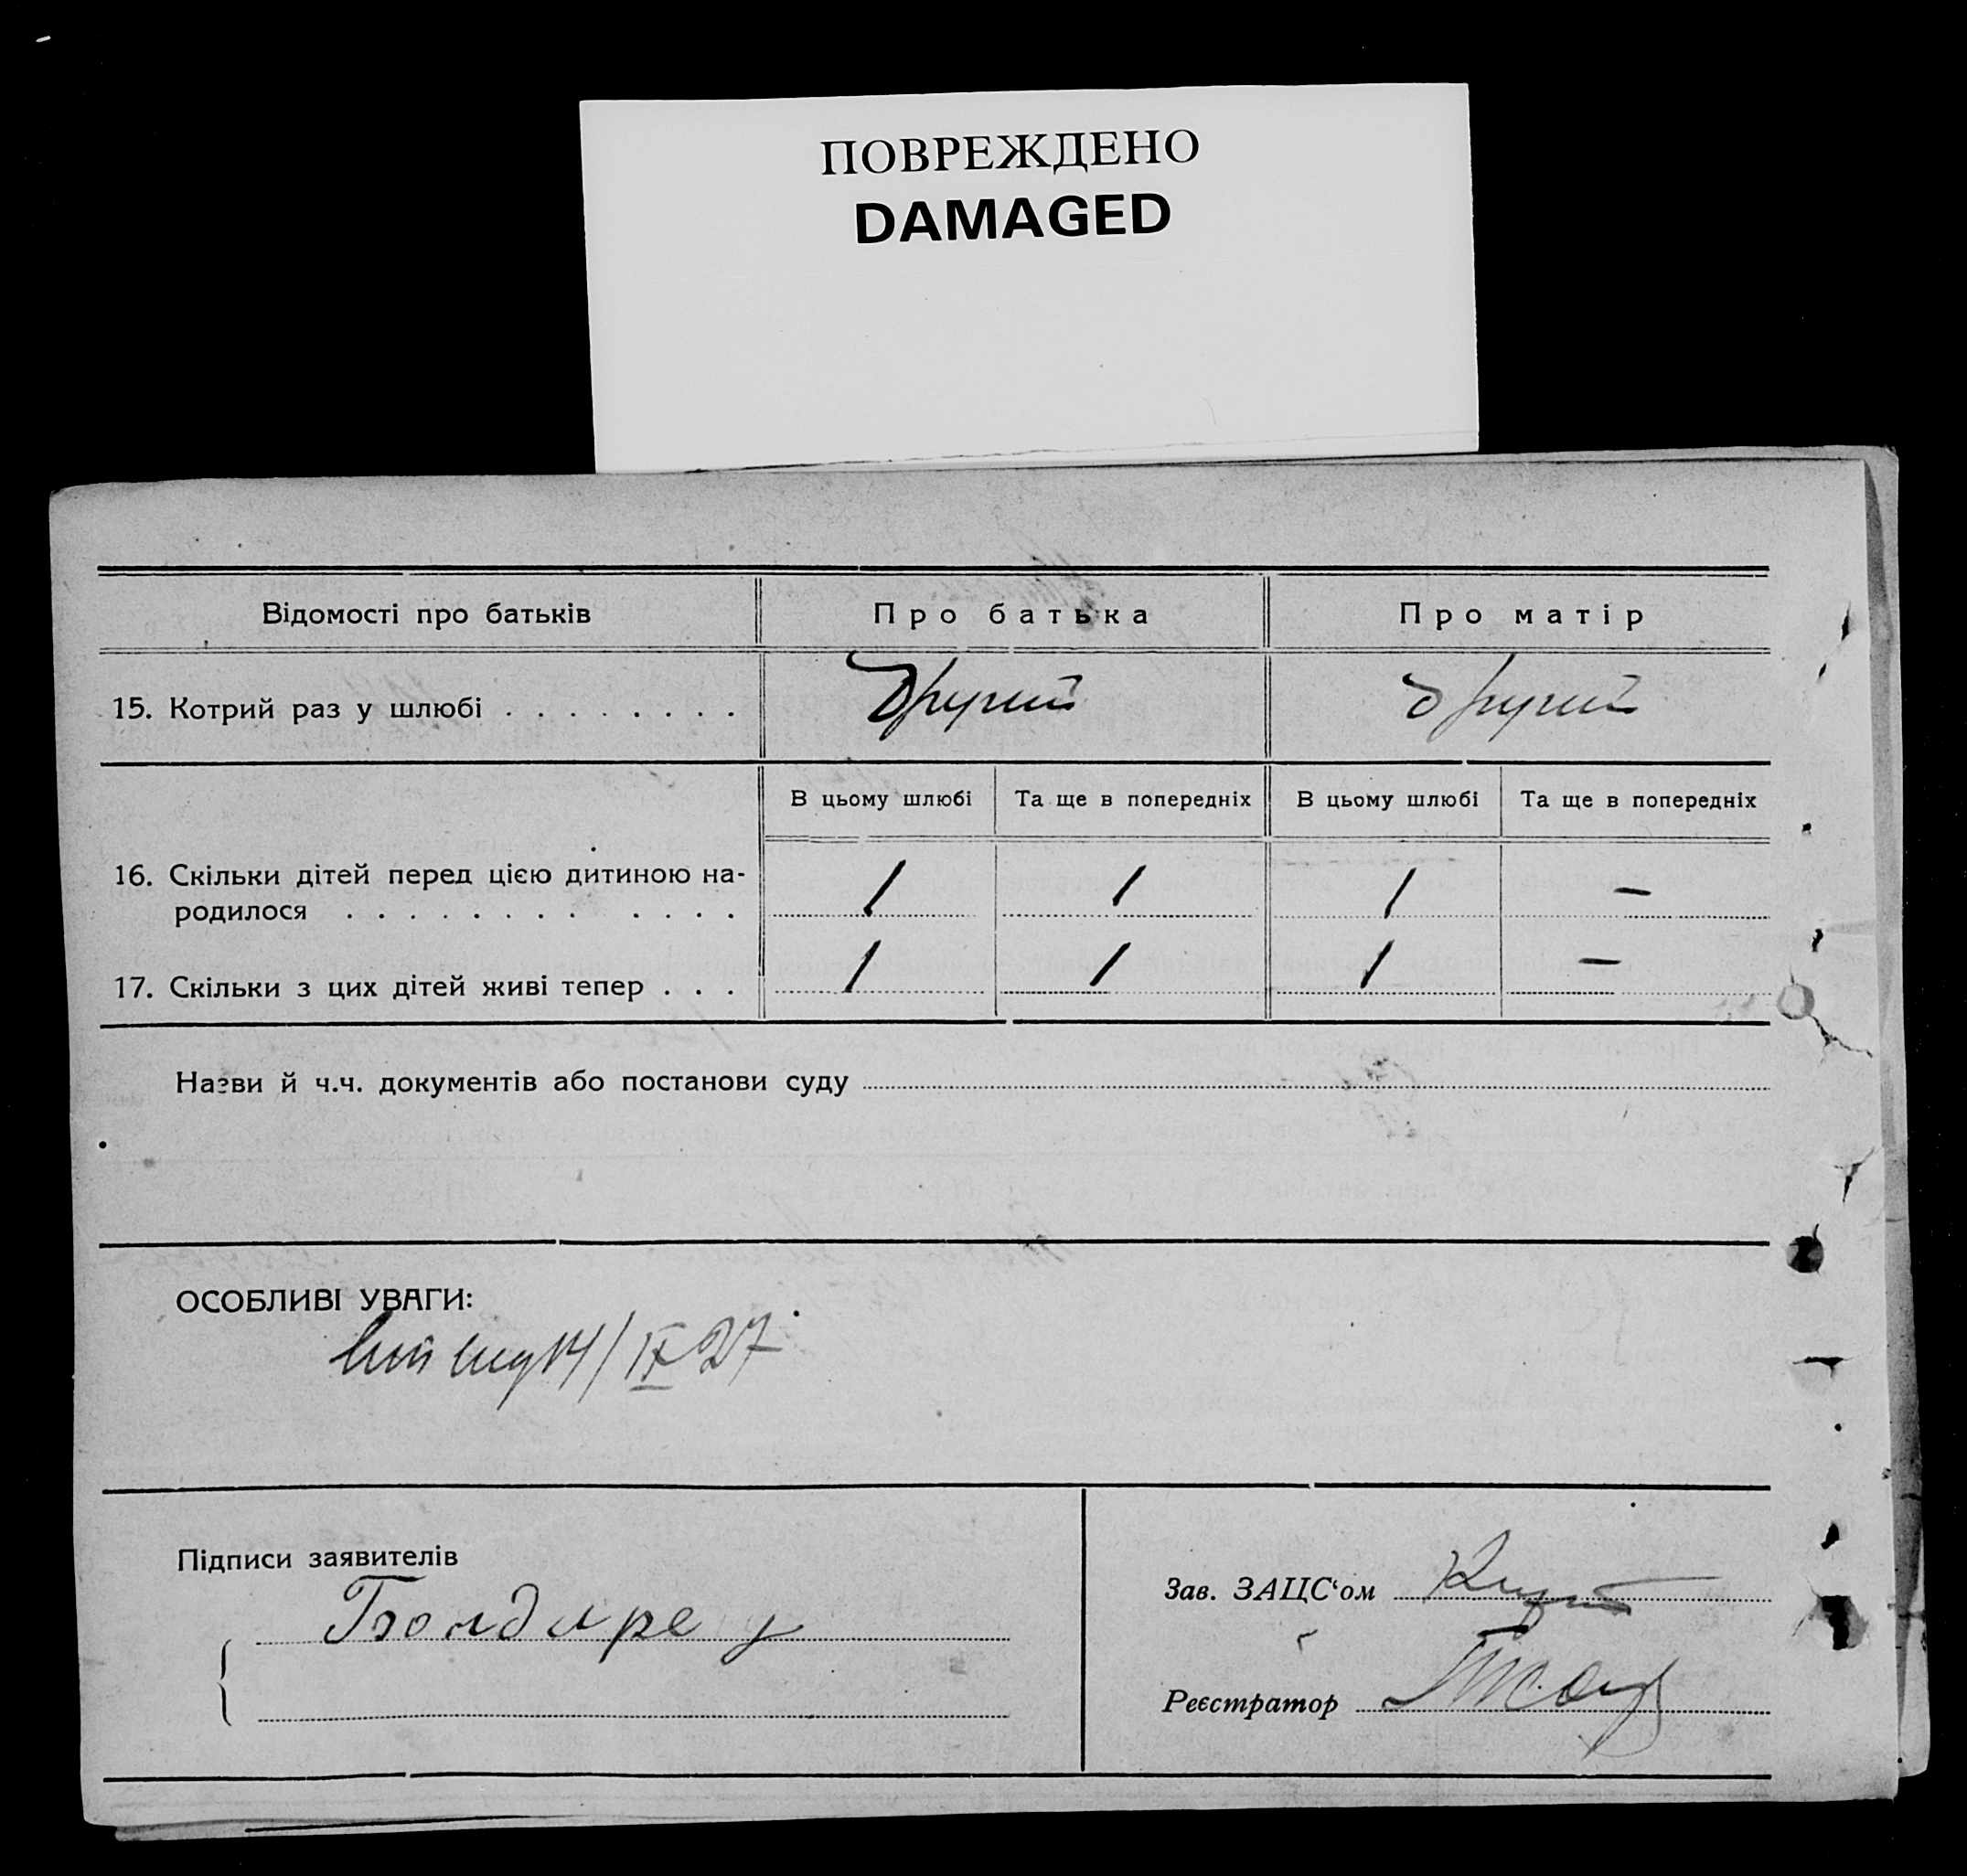 ПОВРЕЖДЕНО
DAMAGED
Відомості про батьків
Про батька
Про матір
15. Котрий раз у шлюбі . . . . . . . .
Другий
другий
В цьому шлюбі
Та ще в попередніх
В цьому шлюбі
Та ще в попередніх
16. Скільки дітей перед цією дитиною на-
родилося . . . . . . . . . . . .
1
1
1
—
17. Скільки з цих дітей живі тепер . . .
1
1
1
—
Назви й ч.ч. документів або постанови суду
ОСОБЛИВІ УВАГИ:
14/IX 27
Підписи заявителів
Зав. ЗАЦС‘ом
Реєстратор